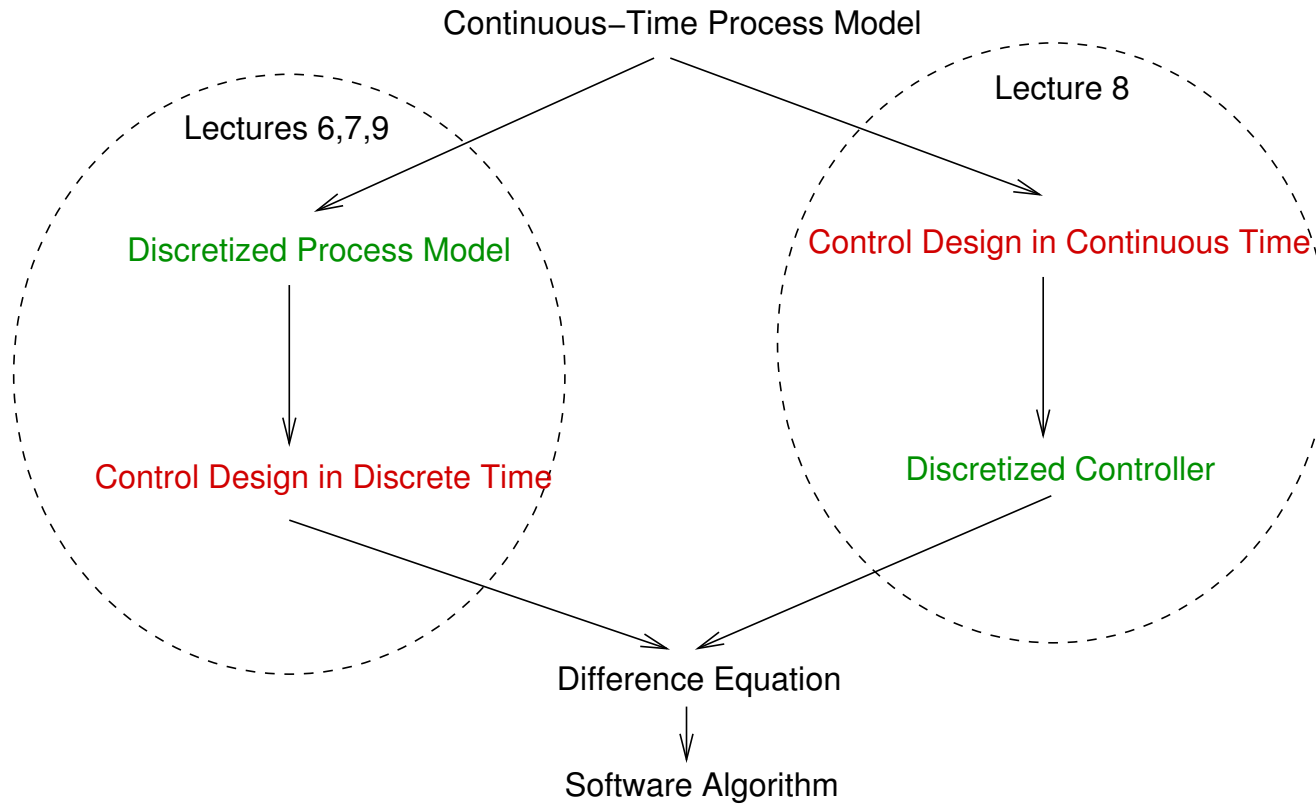 Continuous−Time Process Model
Lecture 8
Lectures 6,7,9
Discretized Process Model
Control Design in Continuous Time
Control Design in Discrete Time
Discretized Controller
Difference Equation
Software Algorithm